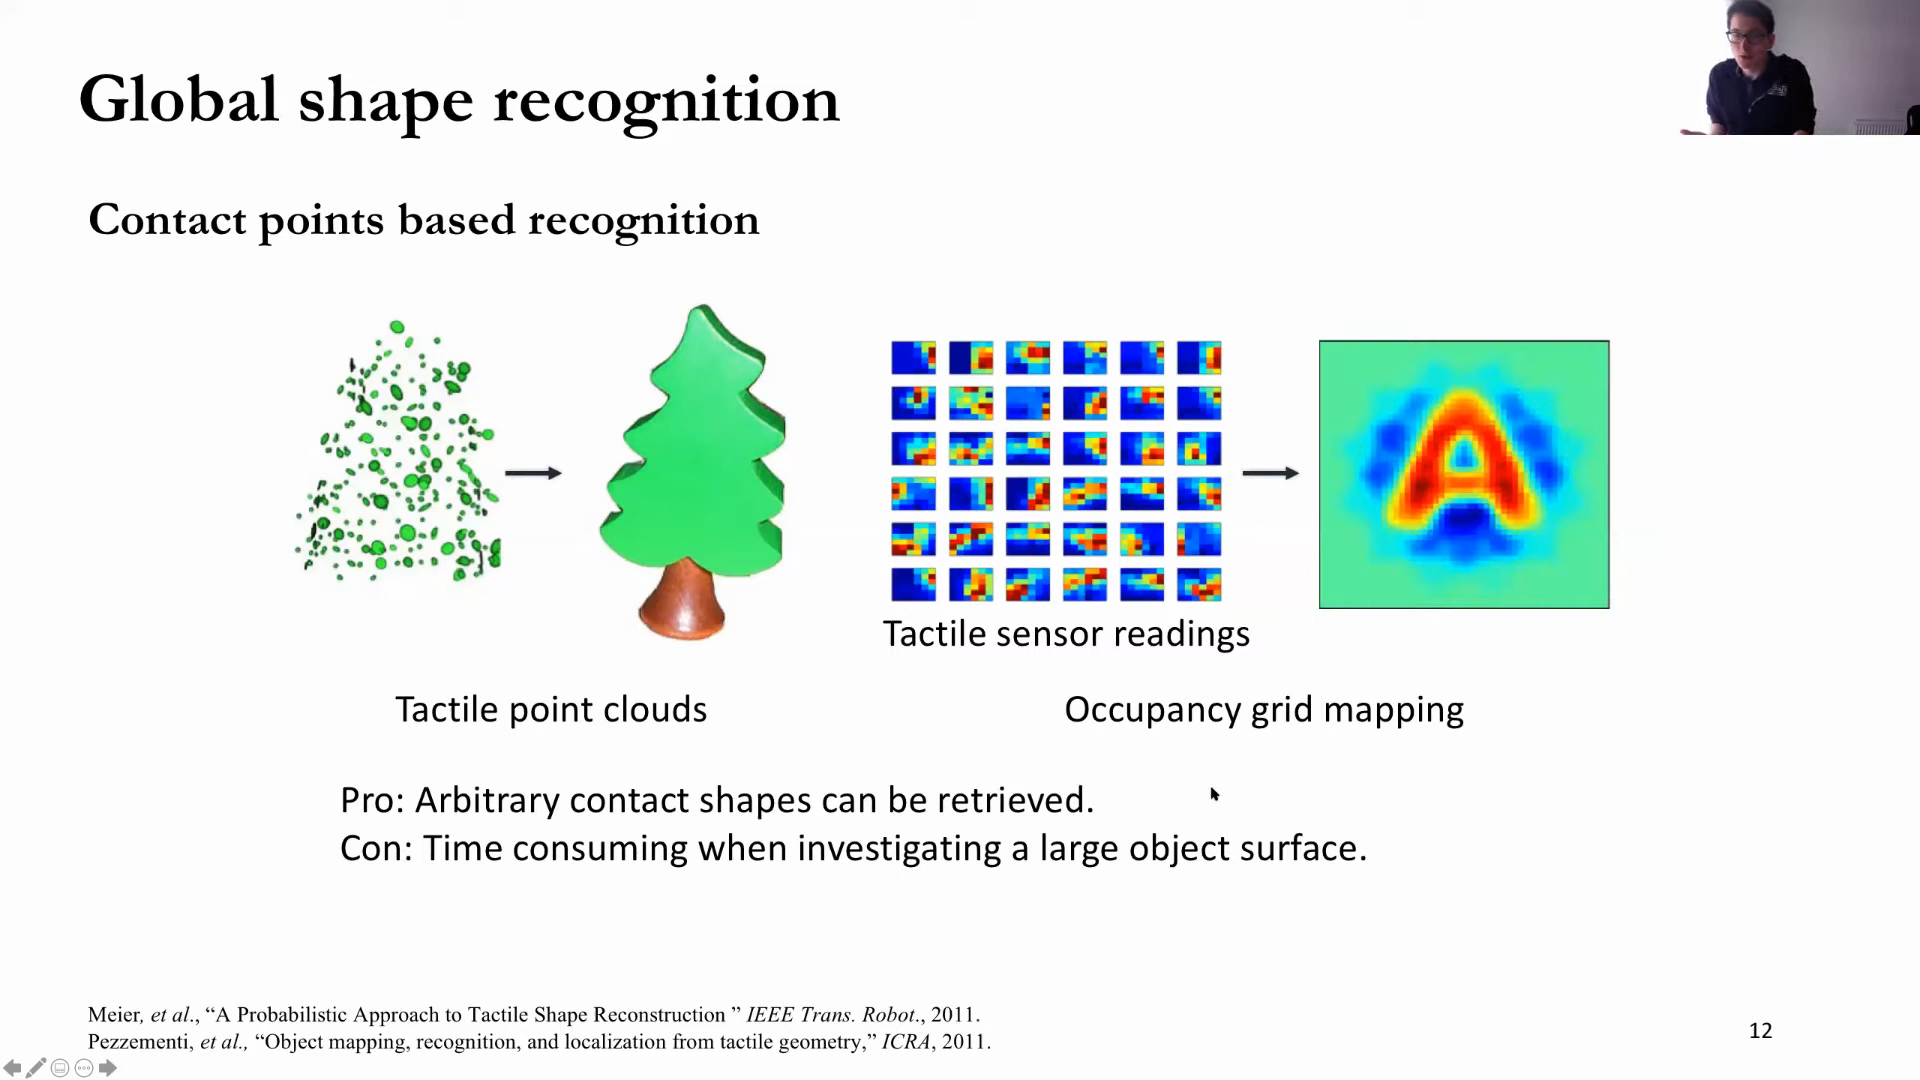 Global shape recognition
Contact points based recognition
Tactile sensor readings
Tactile point clouds
Occupancy grid mapping
Pro: Arbitrary contact shapes can be retrieved.
Con: Time consuming when investigating a large object surface.
Meier, et al., “A Probabilistic Approach to Tactile Shape Reconstruction ” IEEE Trans. Robot., 2011.
Pezzementi, et al., “Object mapping, recognition, and localization from tactile geometry,” ICRA, 2011.
12